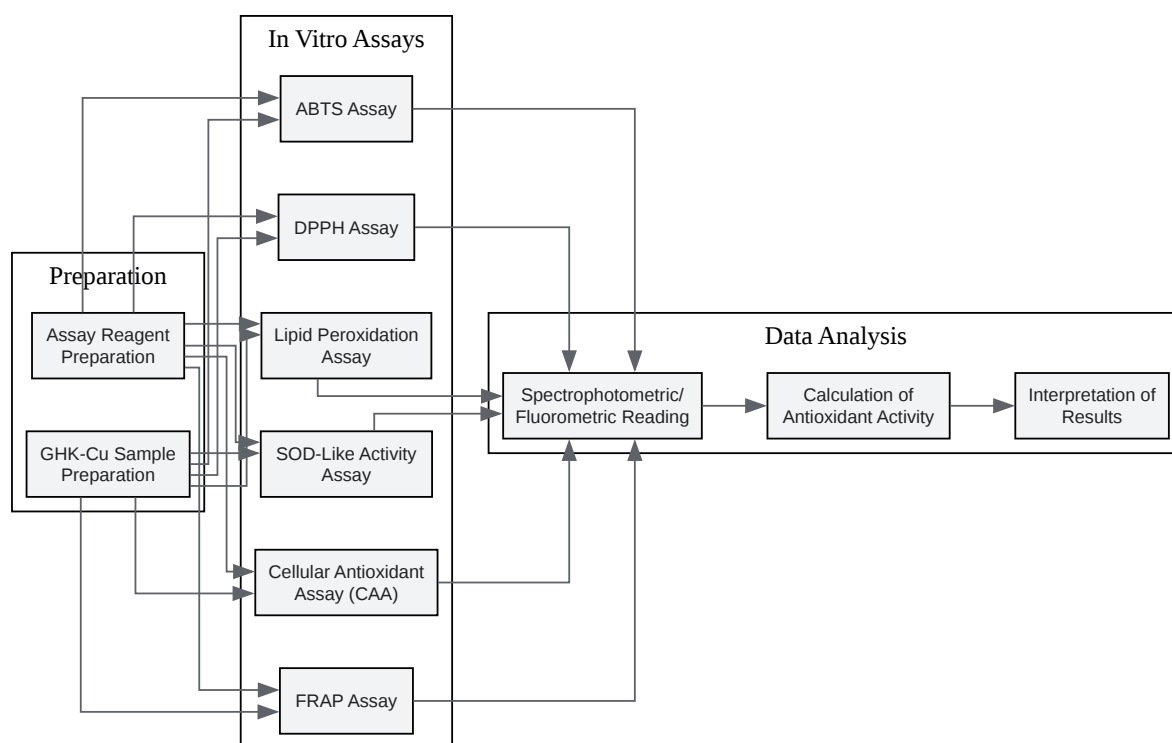 In Vitro Assays
ABTS Assay
DPPH Assay
Preparation
Assay Reagent
Preparation
Lipid Peroxidation
Assay
GHK-Cu Sample
Preparation
SOD-Like Activity
Assay
Cellular Antioxidant
Assay (CAA)
FRAP Assay
Data Analysis
Spectrophotometric/
Fluorometric Reading
Calculation of
Antioxidant Activity
Interpretation of
Results